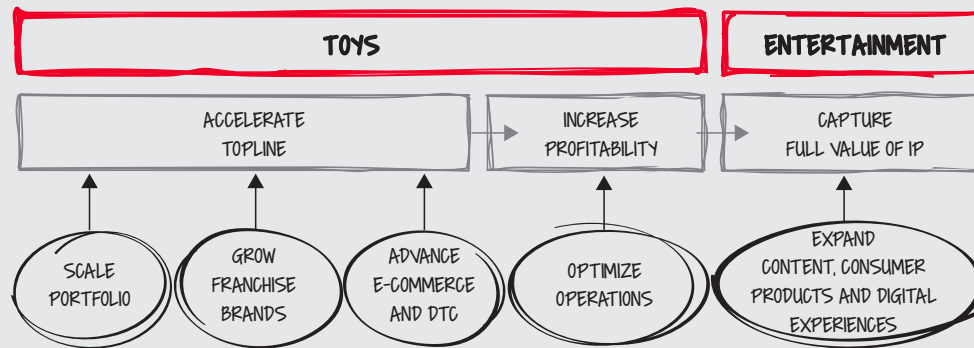 TOYS
ENTERTAINMENT
ACCELERATE
TOPLINE
INCREASE
PROFITABILITY
CAPTURE
FULL VALUE OF IP
SCALE
PORTFOLIO
GROW
FRANCHISE
BRANDS
ADVANCE
E-COMMERCE
AND DTC
OPTIMIZE
OPERATIONS
EXPAND
CONTENT, CONSUMER
PRODUCTS AND DIGITAL
EXPERIENCES